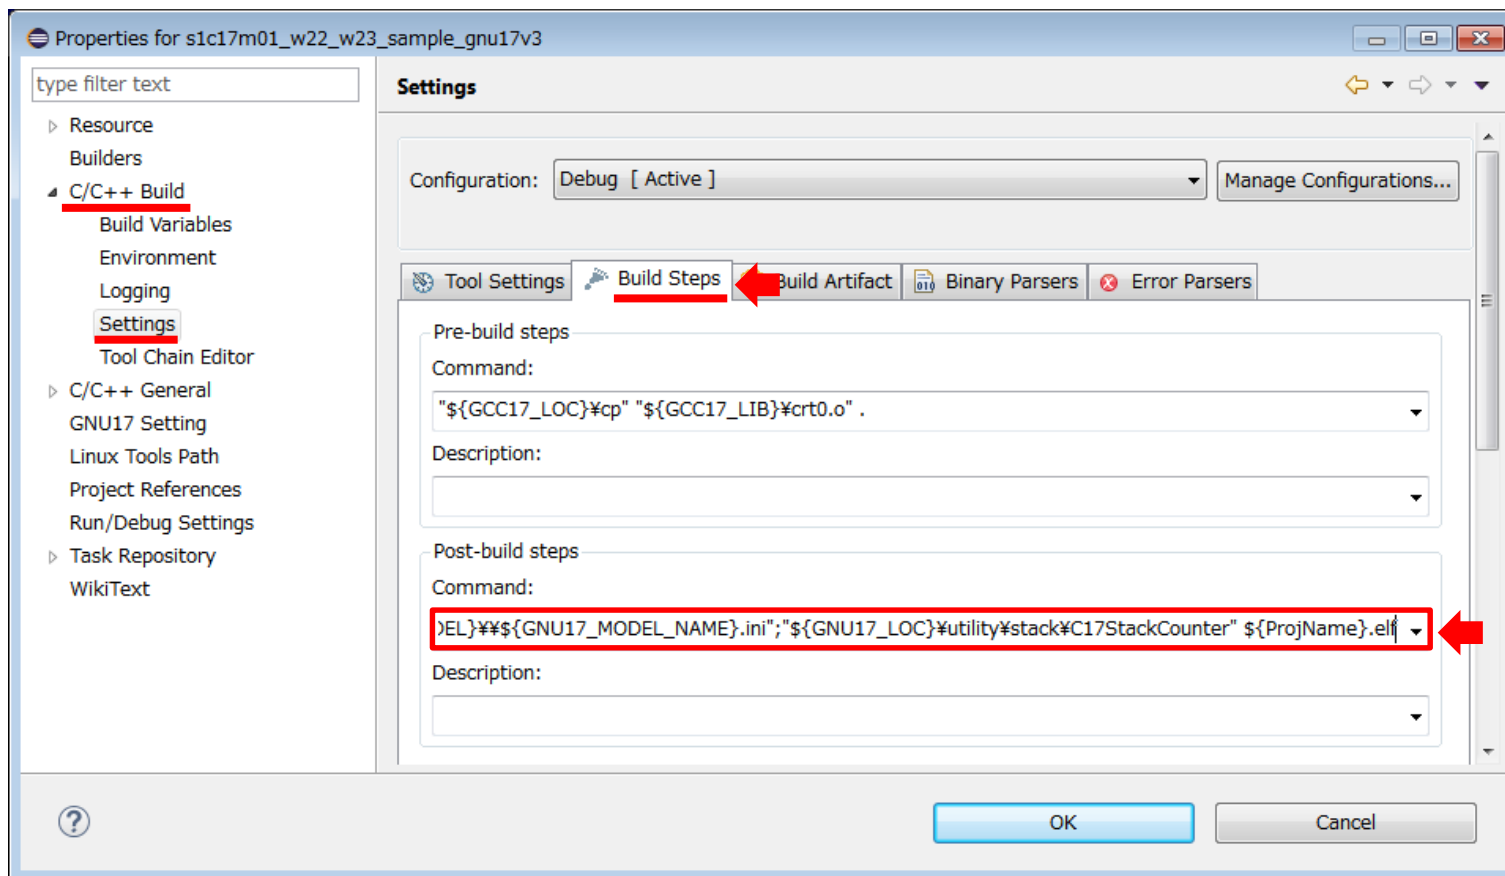 Properties for s1c17m01_w22_w23_sample_gnu17v3
type filter text
Resource
Builders
C/C++ Build
Build Variables
Environment
Logging
Settings
Tool Chain Editor
C/C++ General
GNU17 Setting
Linux Tools Path
Project References
Run/Debug Settings
Task Repository
WikiText
Settings
Configuration: Debug [ Active ] Manage Configurations...
Tool Settings Build Steps Build Artifact Binary Parsers Error Parsers
Pre-build steps
Command:
"${GCC17_LOC}¥cp" "${GCC17_LIB}¥crt0.o" .
Description:
Post-build steps
Command:
DEL}¥¥${GNU17_MODEL_NAME}.ini";"${GNU17_LOC}¥utility¥stack¥C17StackCounter" ${ProjName}.elf
Description:
OK Cancel